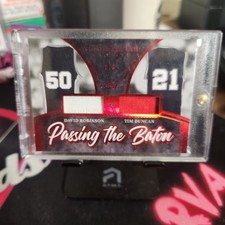 50 21
DAVID ROBINSON TIM DUNCAN
Passing the Baton